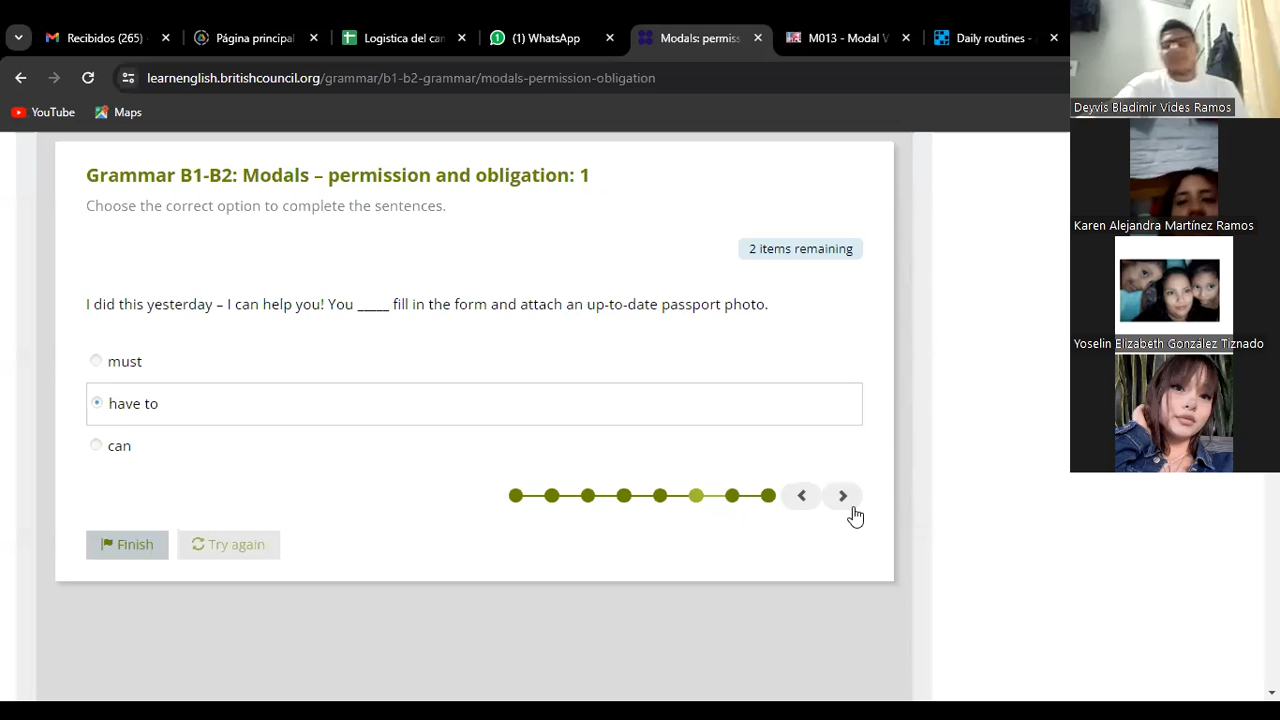 Recibidos (265)
Página principal
Logistica del car
(1) WhatsApp
Modals: permiss
M013 - Modal V
Daily routines -
learnenglish.britishcouncil.org/grammar/b1-b2-grammar/modals-permission-obligation
YouTube
Maps
Grammar B1-B2: Modals – permission and obligation: 1
Choose the correct option to complete the sentences.
2 items remaining
I did this yesterday – I can help you! You _____ fill in the form and attach an up-to-date passport photo.
must
have to
can
Finish
Try again
Deyvis Bladimir Vides Ramos
Karen Alejandra Martínez Ramos
Yoselin Elizabeth González Tiznado